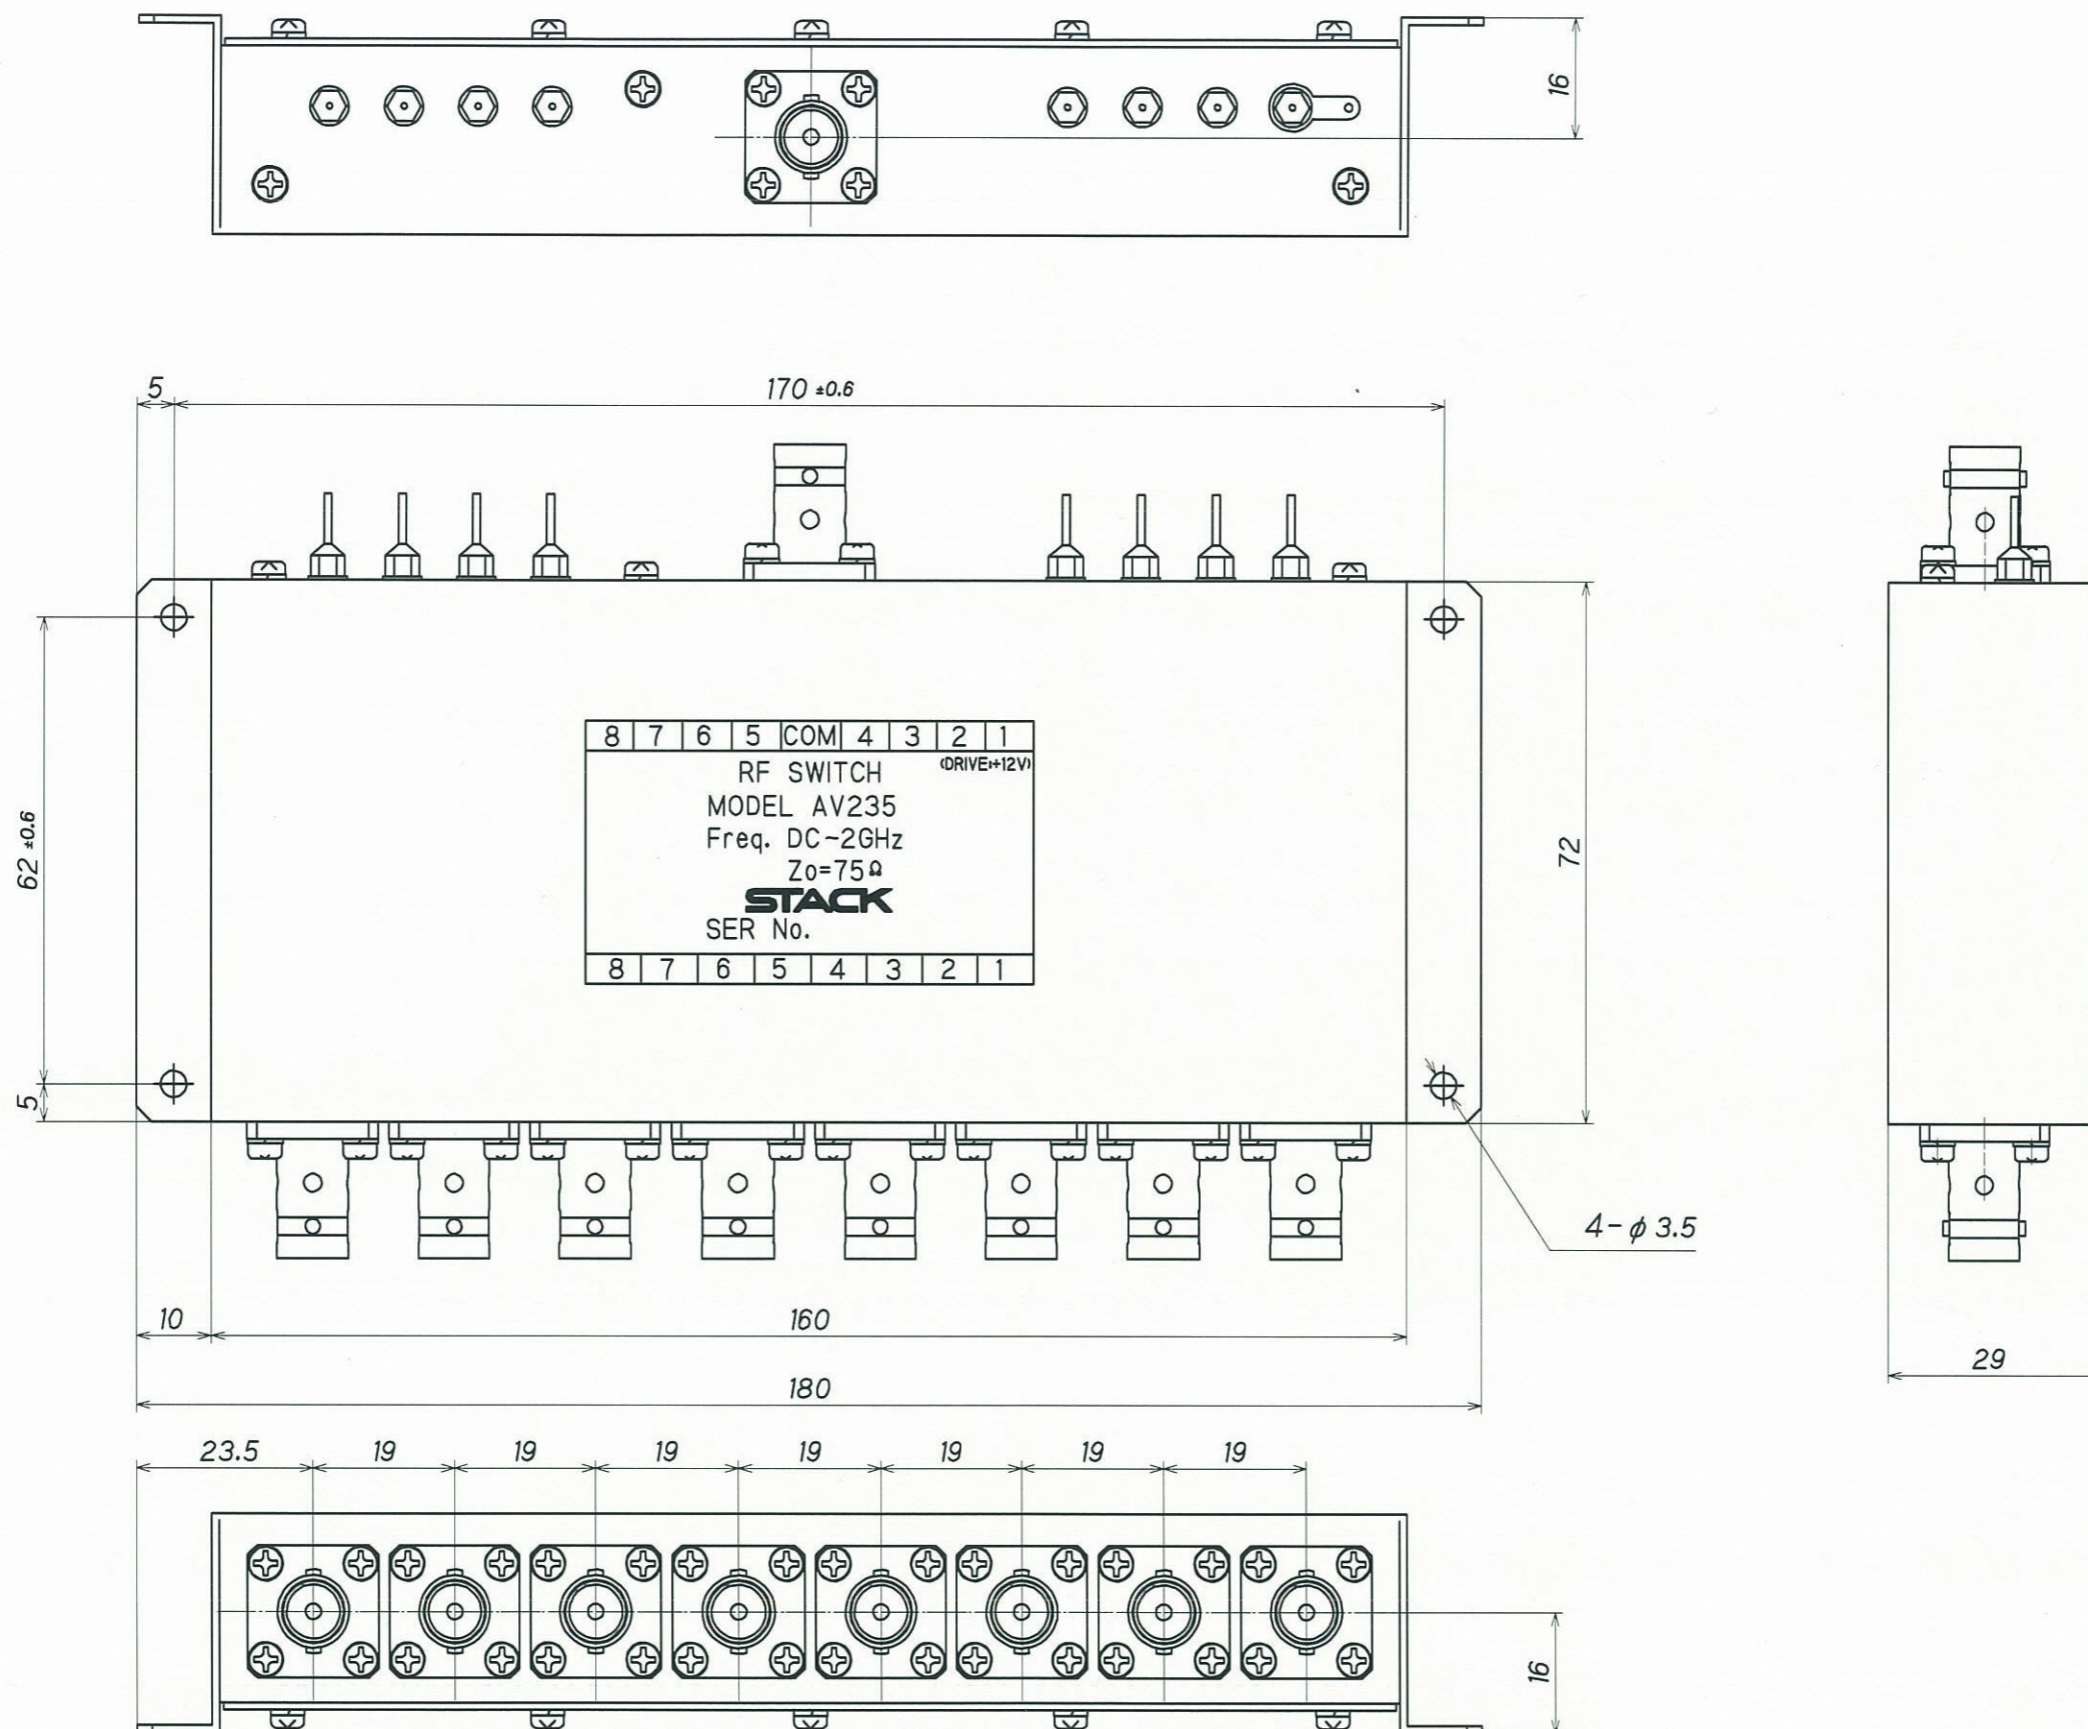 16
5
170 ±0.6
62 ±0.6
8 7 6 5 COM 4 3 2 1
(DRIVE:+12V)
RF SWITCH
MODEL AV235
Freq. DC~2GHz
Zo=75Ω
STACK
SER No.
8 7 6 5 4 3 2 1
72
5
4-φ3.5
10
160
29
180
23.5 19 19 19 19 19 19 19
16